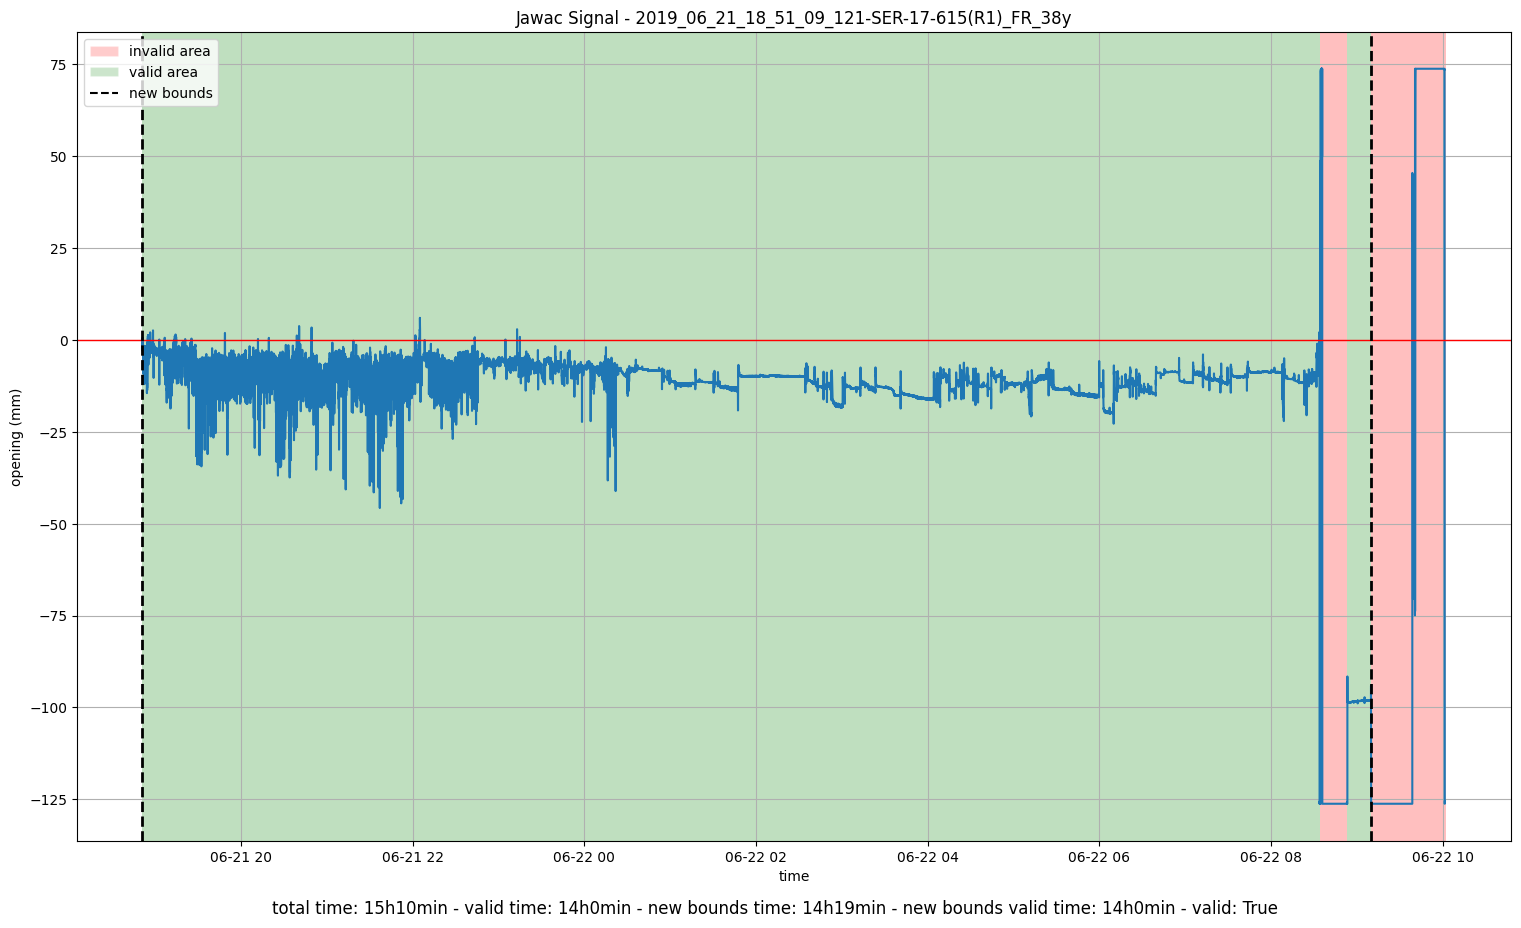 Jawac Signal - 2019_06_21_18_51_09_121-SER-17-615(R1)_FR_38y
invalid area
valid area
new bounds
75
50
25
0
−25
−50
−75
−100
−125
opening (mm)
06-21 20
06-21 22
06-22 00
06-22 02
06-22 04
06-22 06
06-22 08
06-22 10
time
total time: 15h10min - valid time: 14h0min - new bounds time: 14h19min - new bounds valid time: 14h0min - valid: True